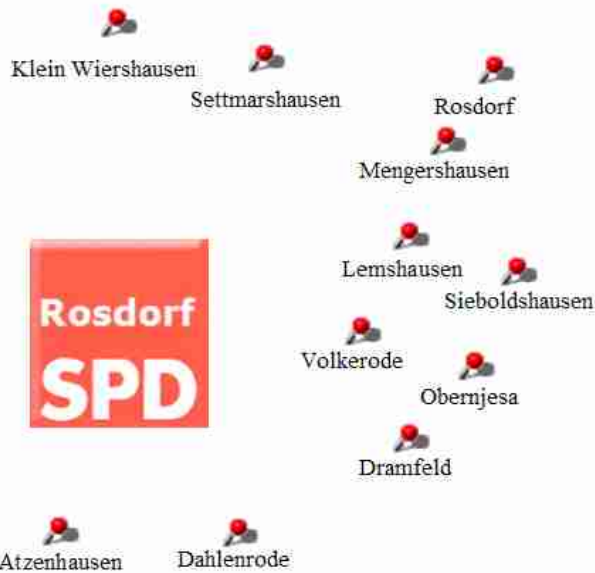 Klein Wiershausen
Settmarshausen
Rosdorf
Mengershausen
Lemshausen
Sieboldshausen
Rosdorf
SPD
Volkerode
Obernjesa
Dramfeld
Atzenhausen
Dahlenrode